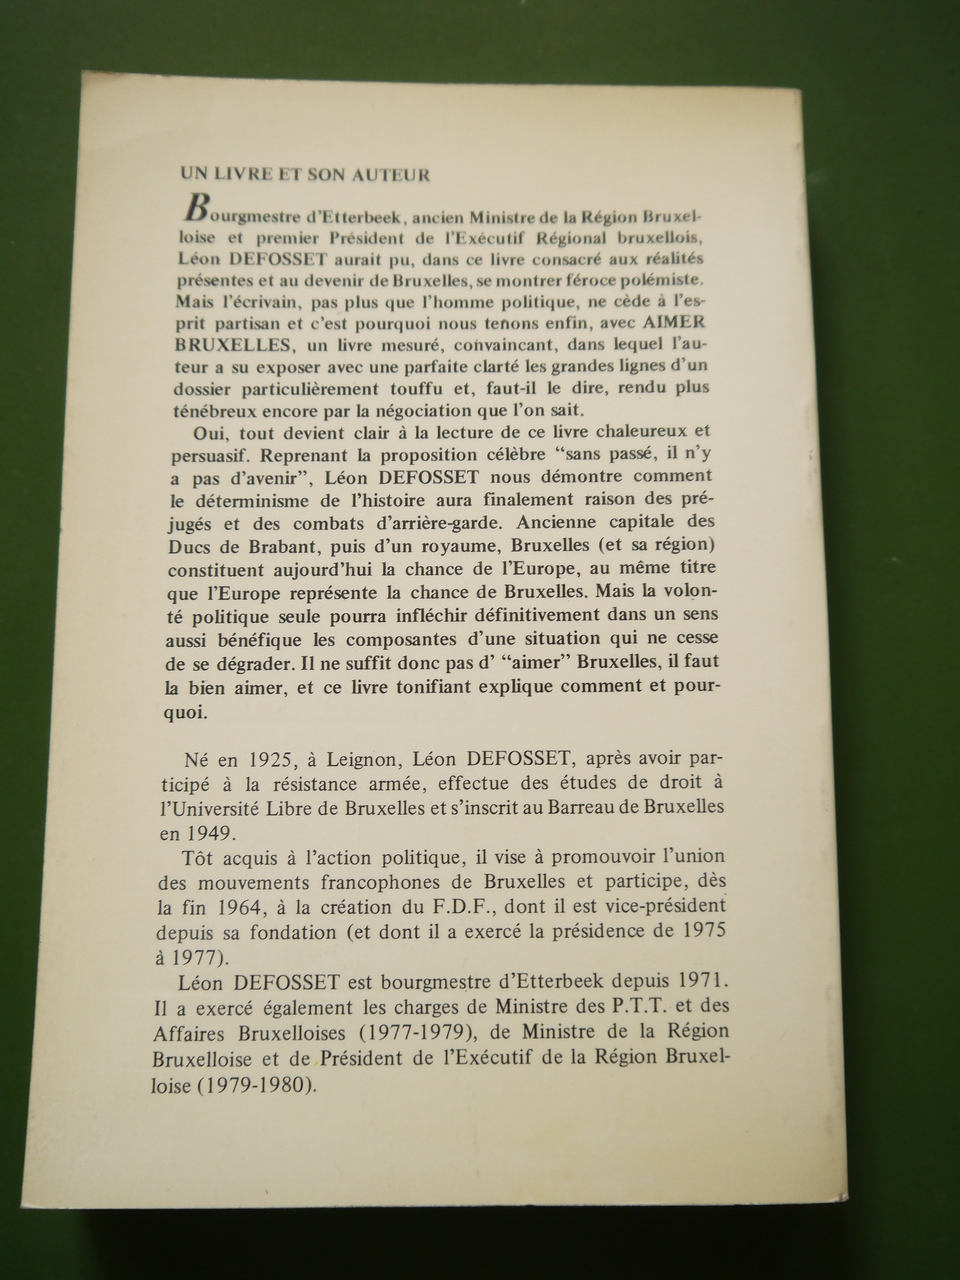 UN LIVRE ET SON AUTEUR
Bourgmestre d'Etterbeek, ancien Ministre de la Région Bruxel-
loise et premier Président de l'Exécutif Régional bruxellois,
Léon DEFOSSET aurait pu, dans ce livre consacré aux réalités
présentes et au devenir de Bruxelles, se montrer féroce polémiste.
Mais l'écrivain, pas plus que l'homme politique, ne cède à l'es-
prit partisan et c'est pourquoi nous tenons enfin, avec AIMER
BRUXELLES, un livre mesuré, convaincant, dans lequel l'au-
teur a su exposer avec une parfaite clarté les grandes lignes d'un
dossier particulièrement touffu et, faut-il le dire, rendu plus
ténébreux encore par la négociation que l'on sait.
Oui, tout devient clair à la lecture de ce livre chaleureux et
persuasif. Reprenant la proposition célèbre “sans passé, il n'y
a pas d'avenir”, Léon DEFOSSET nous démontre comment
le déterminisme de l'histoire aura finalement raison des pré-
jugés et des combats d'arrière-garde. Ancienne capitale des
Ducs de Brabant, puis d'un royaume, Bruxelles (et sa région)
constituent aujourd'hui la chance de l'Europe, au même titre
que l'Europe représente la chance de Bruxelles. Mais la volon-
té politique seule pourra infléchir définitivement dans un sens
aussi bénéfique les composantes d'une situation qui ne cesse
de se dégrader. Il ne suffit donc pas d' “aimer” Bruxelles, il faut
la bien aimer, et ce livre tonifiant explique comment et pour-
quoi.
Né en 1925, à Leignon, Léon DEFOSSET, après avoir par-
ticipé à la résistance armée, effectue des études de droit à
l'Université Libre de Bruxelles et s'inscrit au Barreau de Bruxelles
en 1949.
Tôt acquis à l'action politique, il vise à promouvoir l'union
des mouvements francophones de Bruxelles et participe, dès
la fin 1964, à la création du F.D.F., dont il est vice-président
depuis sa fondation (et dont il a exercé la présidence de 1975
à 1977).
Léon DEFOSSET est bourgmestre d'Etterbeek depuis 1971.
Il a exercé également les charges de Ministre des P.T.T. et des
Affaires Bruxelloises (1977-1979), de Ministre de la Région
Bruxelloise et de Président de l'Exécutif de la Région Bruxel-
loise (1979-1980).